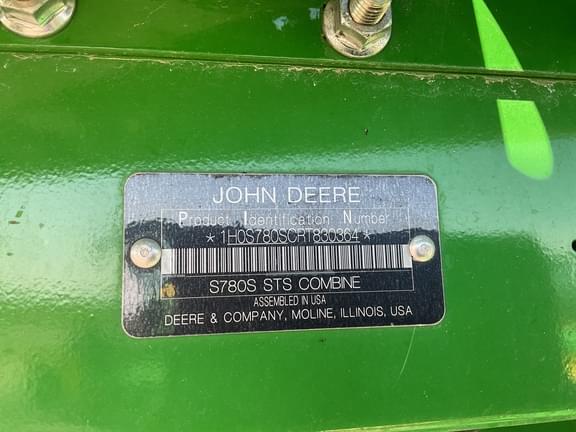 JOHN DEERE
Product Identification Number
*1H0S780SCRT830364*
S780S STS COMBINE
ASSEMBLED IN USA
DEERE & COMPANY, MOLINE, ILLINOIS, USA